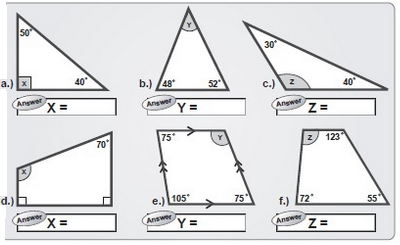 50°
a.) X 40°
Answer X =
Y
b.) 48° 52°
Answer Y =
30°
c.) Z 40°
Answer Z =
70°
X
d.)
Answer X =
75° Y
e.) 105° 75°
Answer Y =
Z 123°
f.) 72° 55°
Answer Z =